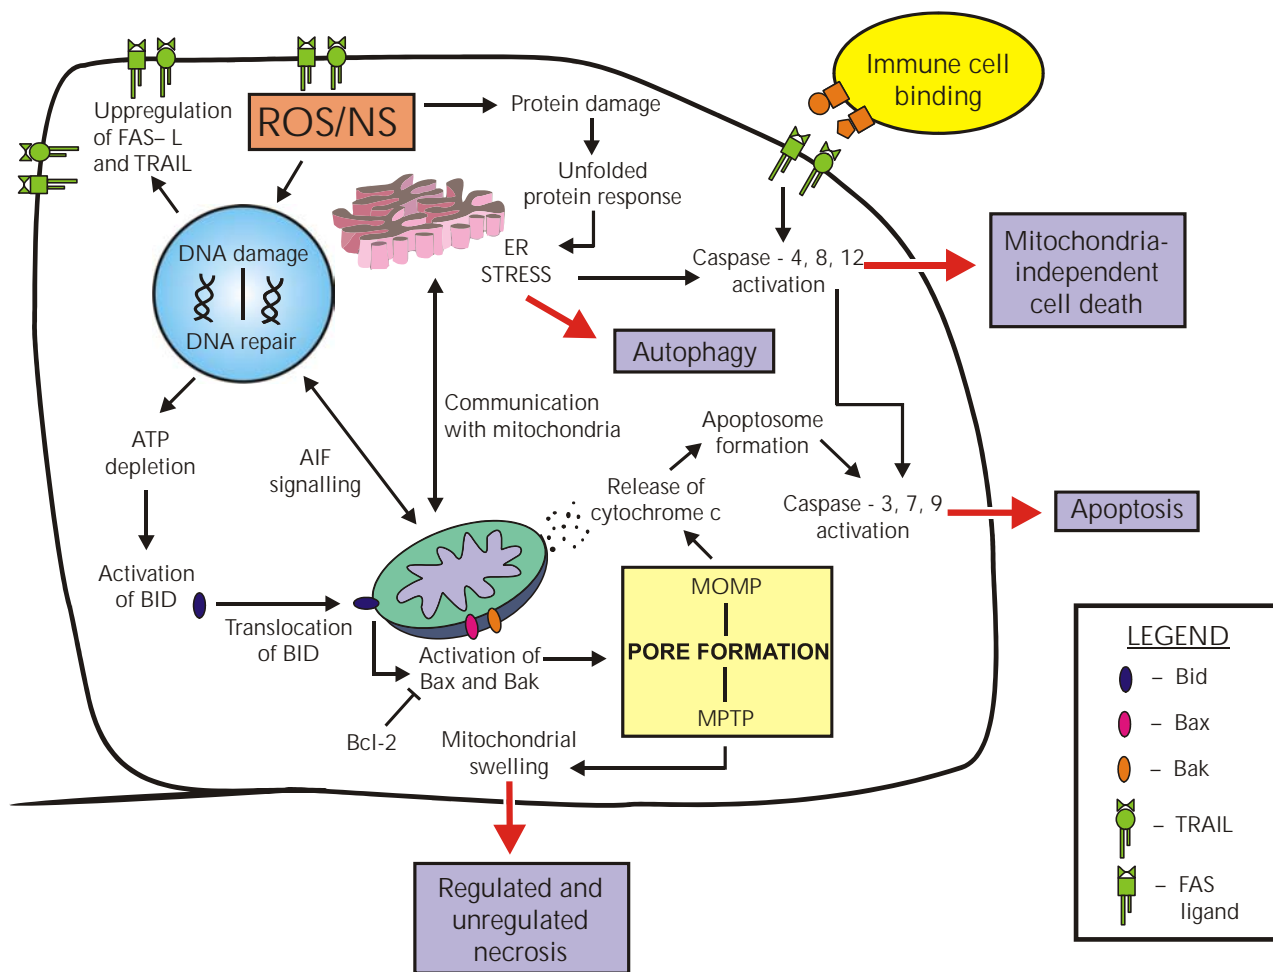 Immune cell
binding
Uppregulation
of FAS– L
and TRAIL
ROS/NS
Protein damage
Unfolded
protein response
DNA damage
DNA repair
ER
STRESS
Caspase - 4, 8, 12
activation
Mitochondria-
independent
cell death
Autophagy
Communication
with mitochondria
ATP
depletion
AIF
signalling
Apoptosome
formation
Release of
cytochrome c
Caspase - 3, 7, 9
activation
Apoptosis
Activation
of BID
Translocation
of BID
Activation of
Bax and Bak
MOMP
PORE FORMATION
MPTP
Bcl-2
Mitochondrial
swelling
Regulated and
unregulated
necrosis
LEGEND
– Bid
– Bax
– Bak
– TRAIL
– FAS
ligand